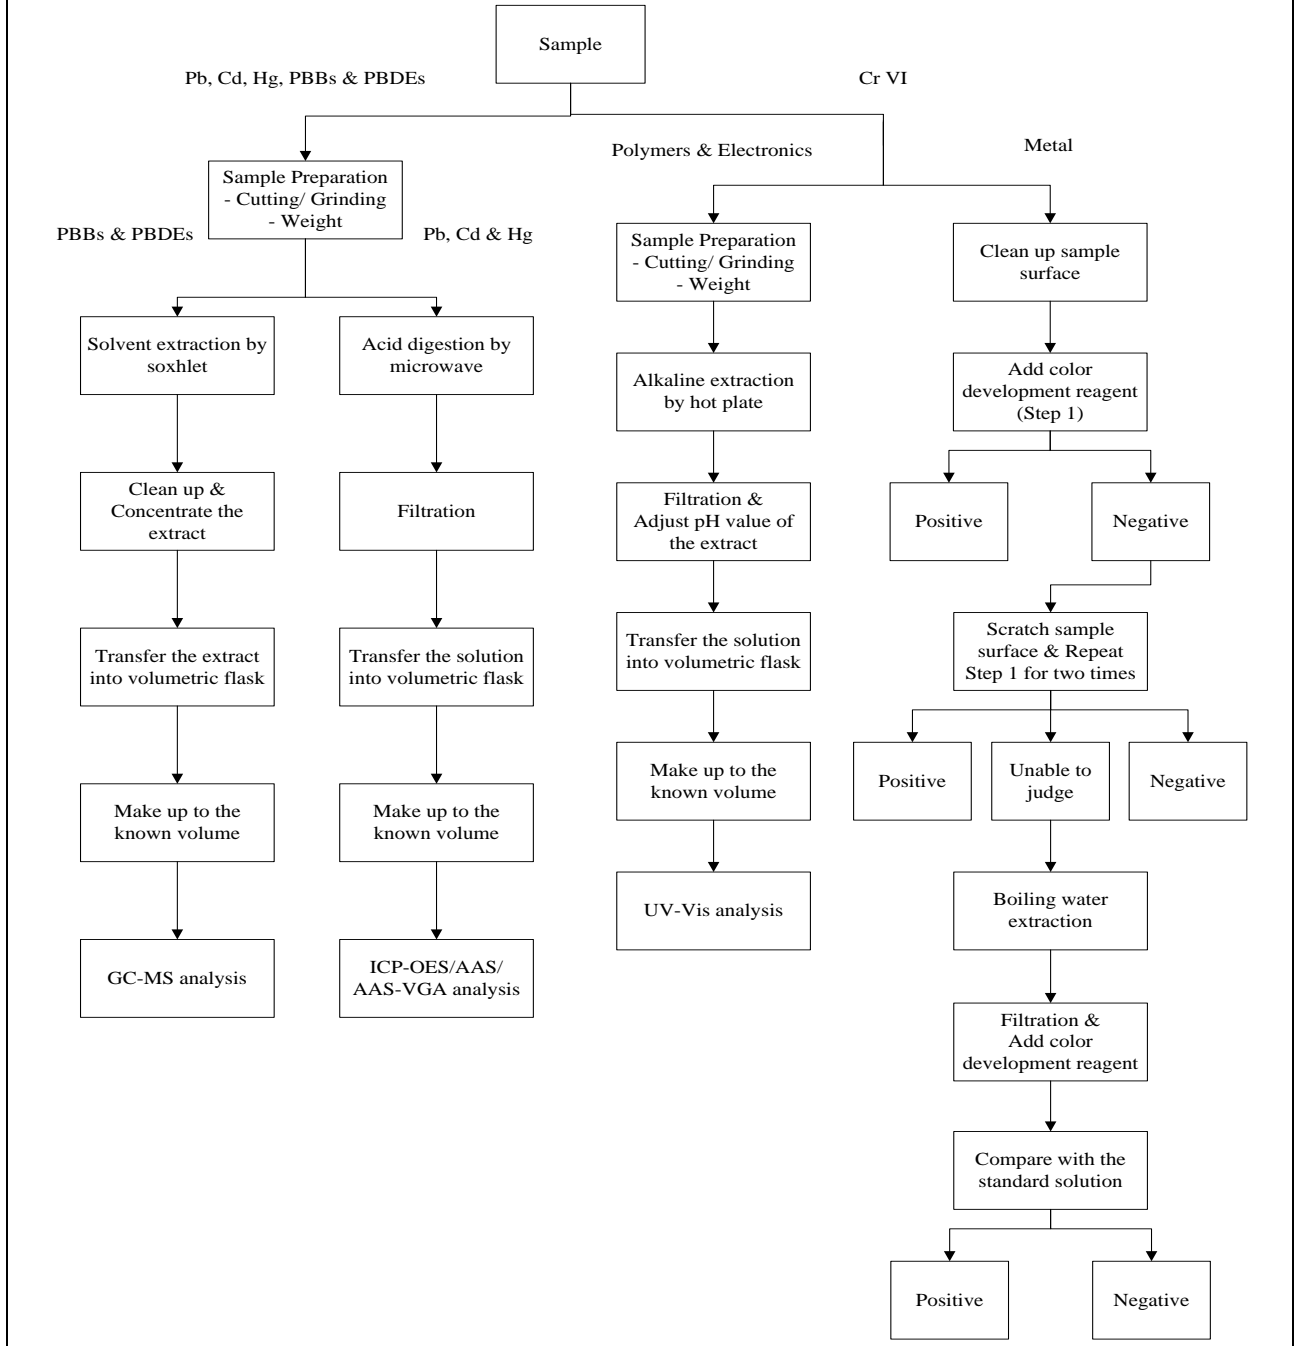 Sample
Pb, Cd, Hg, PBBs & PBDEs
Cr VI
Polymers & Electronics
Metal
Sample Preparation
- Cutting/ Grinding
- Weight
PBBs & PBDEs
Pb, Cd & Hg
Solvent extraction by
soxhlet
Clean up &
Concentrate the
extract
Transfer the extract
into volumetric flask
Make up to the
known volume
GC-MS analysis
Acid digestion by
microwave
Filtration
Transfer the solution
into volumetric flask
Make up to the
known volume
ICP-OES/AAS/
AAS-VGA analysis
Sample Preparation
- Cutting/ Grinding
- Weight
Alkaline extraction
by hot plate
Filtration &
Adjust pH value of
the extract
Transfer the solution
into volumetric flask
Make up to the
known volume
UV-Vis analysis
Clean up sample
surface
Add color
development reagent
(Step 1)
Positive
Negative
Scratch sample
surface & Repeat
Step 1 for two times
Positive
Unable to
judge
Negative
Boiling water
extraction
Filtration &
Add color
development reagent
Compare with the
standard solution
Positive
Negative